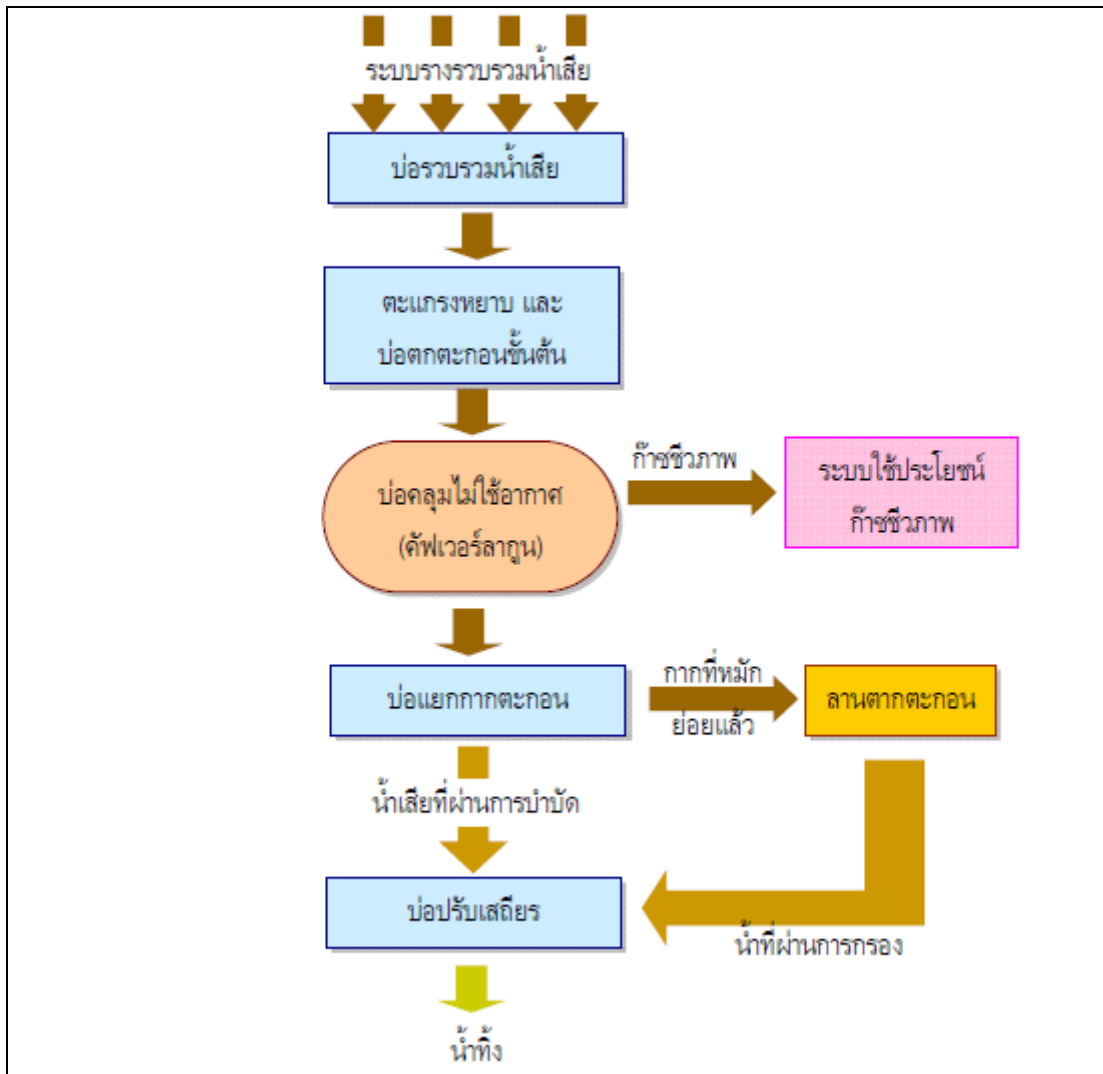 ระบบรางรวบรวมน้ำเสีย
บ่อรวบรวมน้ำเสีย
ตะแกรงหยาบ และ
บ่อตกตะกอนขั้นต้น
บ่อคลุมไม่ใช้อากาศ
(คัฟเวอร์ลากูน)
ก๊าซชีวภาพ
ระบบใช้ประโยชน์
ก๊าซชีวภาพ
บ่อแยกกากตะกอน
กากที่หมัก
ย่อยแล้ว
ลานตากตะกอน
น้ำเสียที่ผ่านการบำบัด
บ่อปรับเสถียร
น้ำที่ผ่านการกรอง
น้ำทิ้ง